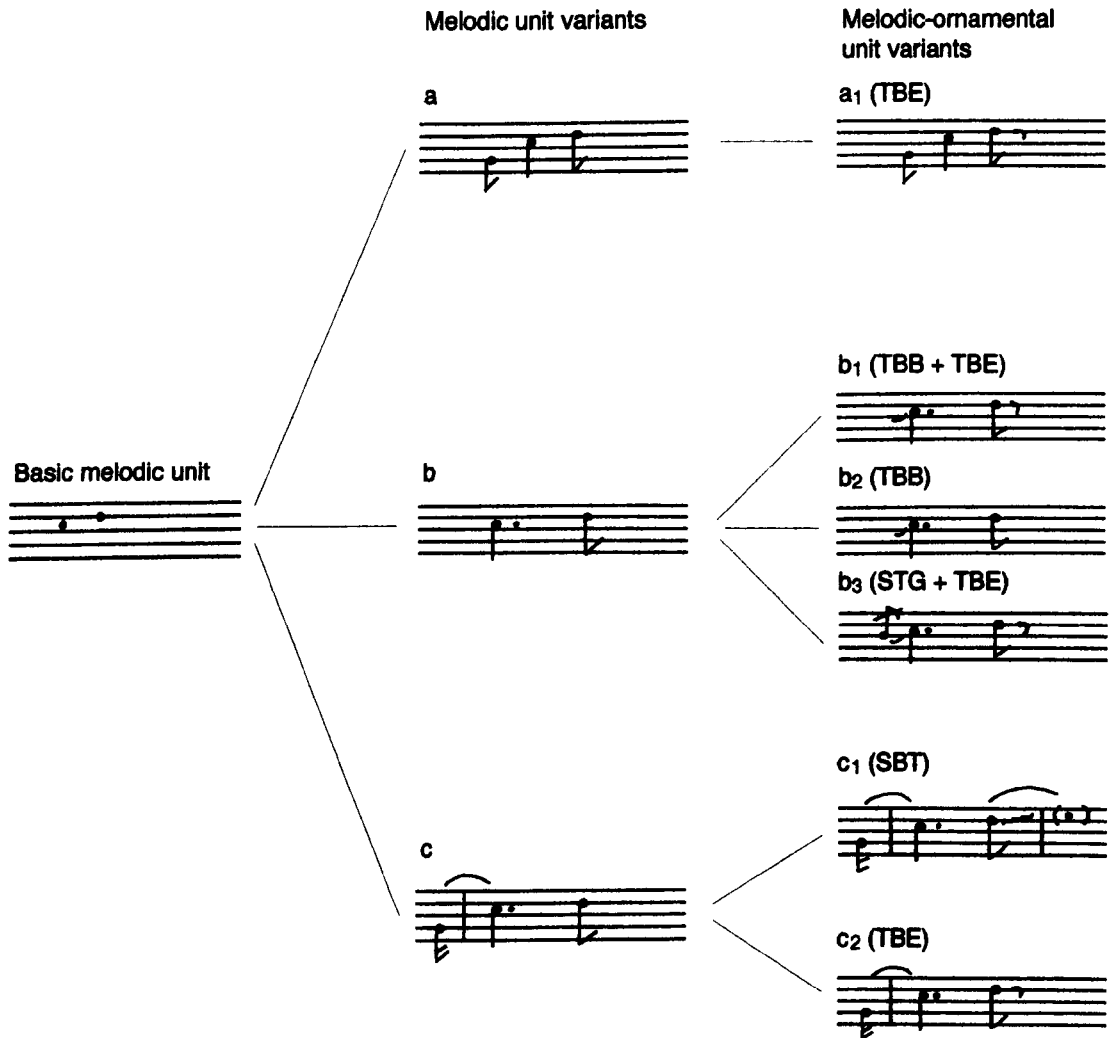 Melodic unit variants
Melodic-ornamental
unit variants
a
a₁ (TBE)
b₁ (TBB + TBE)
Basic melodic unit
b
b₂ (TBB)
b₃ (STG + TBE)
c₁ (SBT)
c
c₂ (TBE)